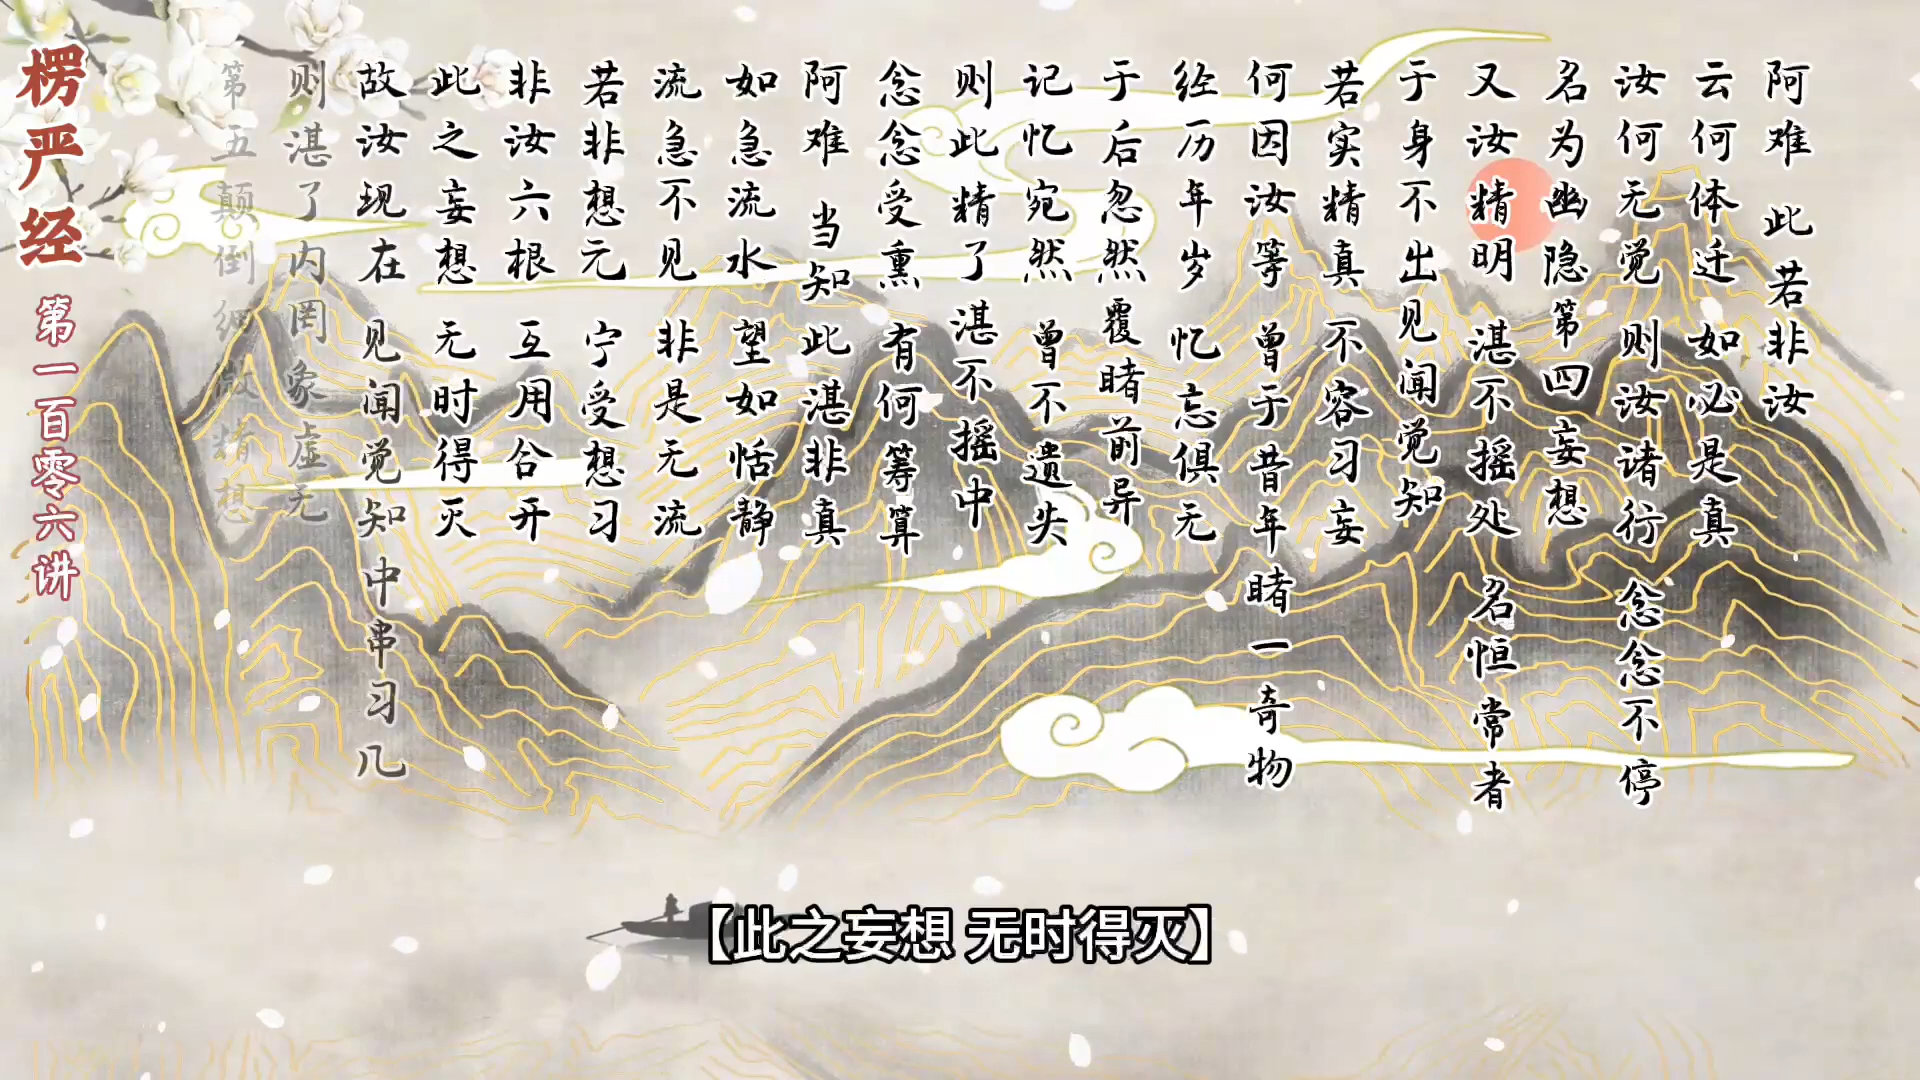 阿难 此若非汝
云何体迁 如必是真
汝何无觉 则汝诸行 念念不停
名为幽隐第四妄想
又汝精明 湛不摇处 名恒常者
于身不出见闻觉知
若实精真 不容习妄
何因汝等 曾于昔年睹一奇物
经历年岁 忆忘俱无
于后忽然覆睹前异
记忆宛然 曾不遗失
则此精了湛不摇中
念念受熏 有何筹算
阿难 当知此湛非真
如急流水 望如恬静
流急不见 非是无流
若非想元 宁受想习
非汝六根 互用合开
此之妄想 无时得灭
故汝现在 见闻觉知中串习几
则湛了内罔象虚无
第五颠倒细微精想
楞严经
第一百零六讲
【此之妄想 无时得灭】